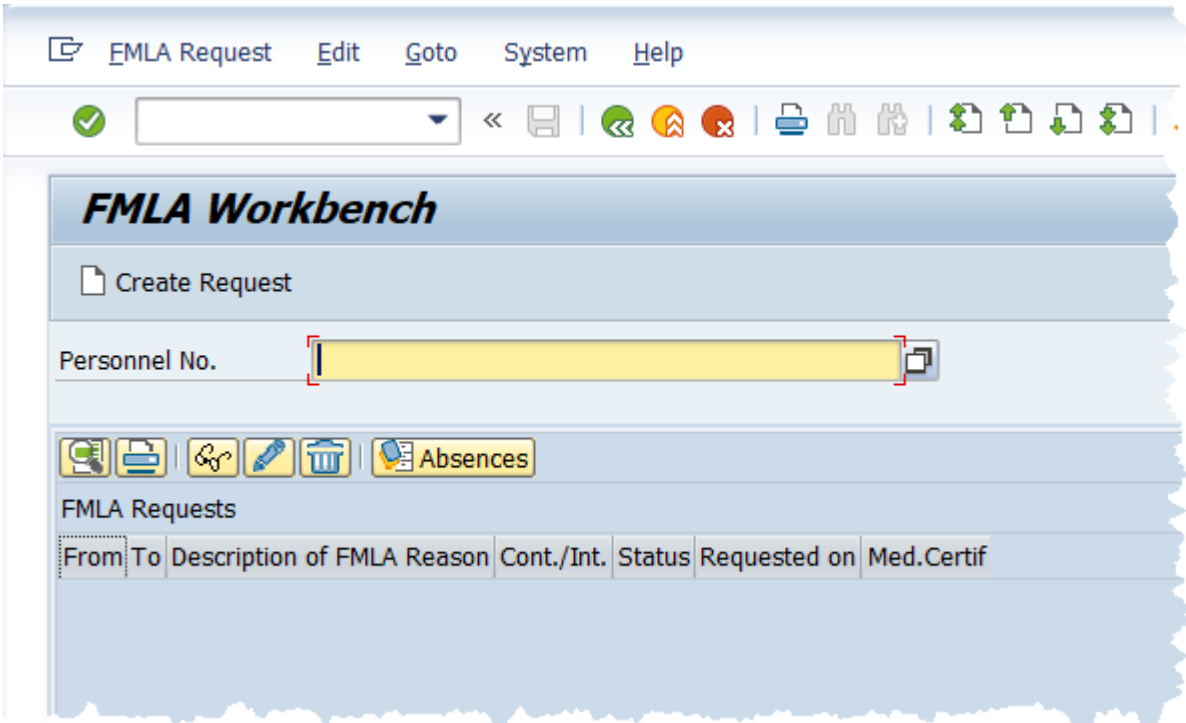 FMLA Request Edit Goto System Help
«
FMLA Workbench
Create Request
Personnel No.
Absences
FMLA Requests
From To Description of FMLA Reason Cont./Int. Status Requested on Med.Certif